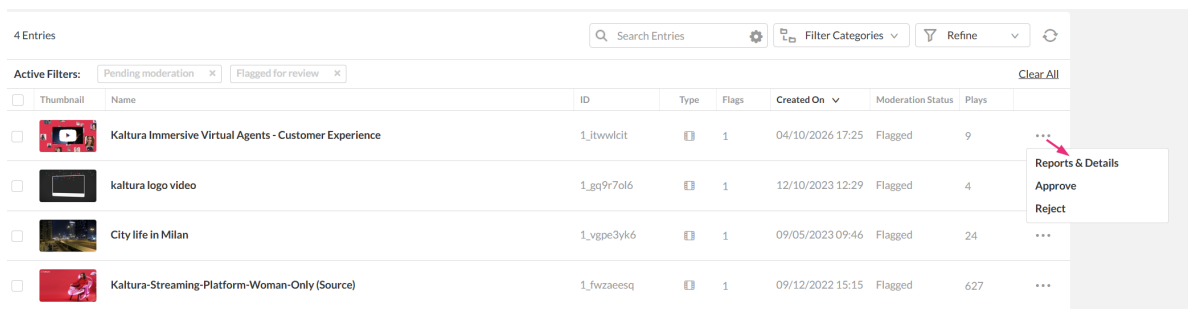 4 Entries
Search Entries
Filter Categories
Refine
Active Filters: Pending moderation × Flagged for review × Clear All
Thumbnail Name ID Type Flags Created On Moderation Status Plays
Kaltura Immersive Virtual Agents - Customer Experience 1_itwwlcit 1 04/10/2026 17:25 Flagged 9
Reports & Details
Approve
Reject
kaltura logo video 1_gq9r7ol6 1 12/10/2023 12:29 Flagged 4
City life in Milan 1_vgpe3yk6 1 09/05/2023 09:46 Flagged 24
Kaltura-Streaming-Platform-Woman-Only (Source) 1_fwzaeesq 1 09/12/2022 15:15 Flagged 627